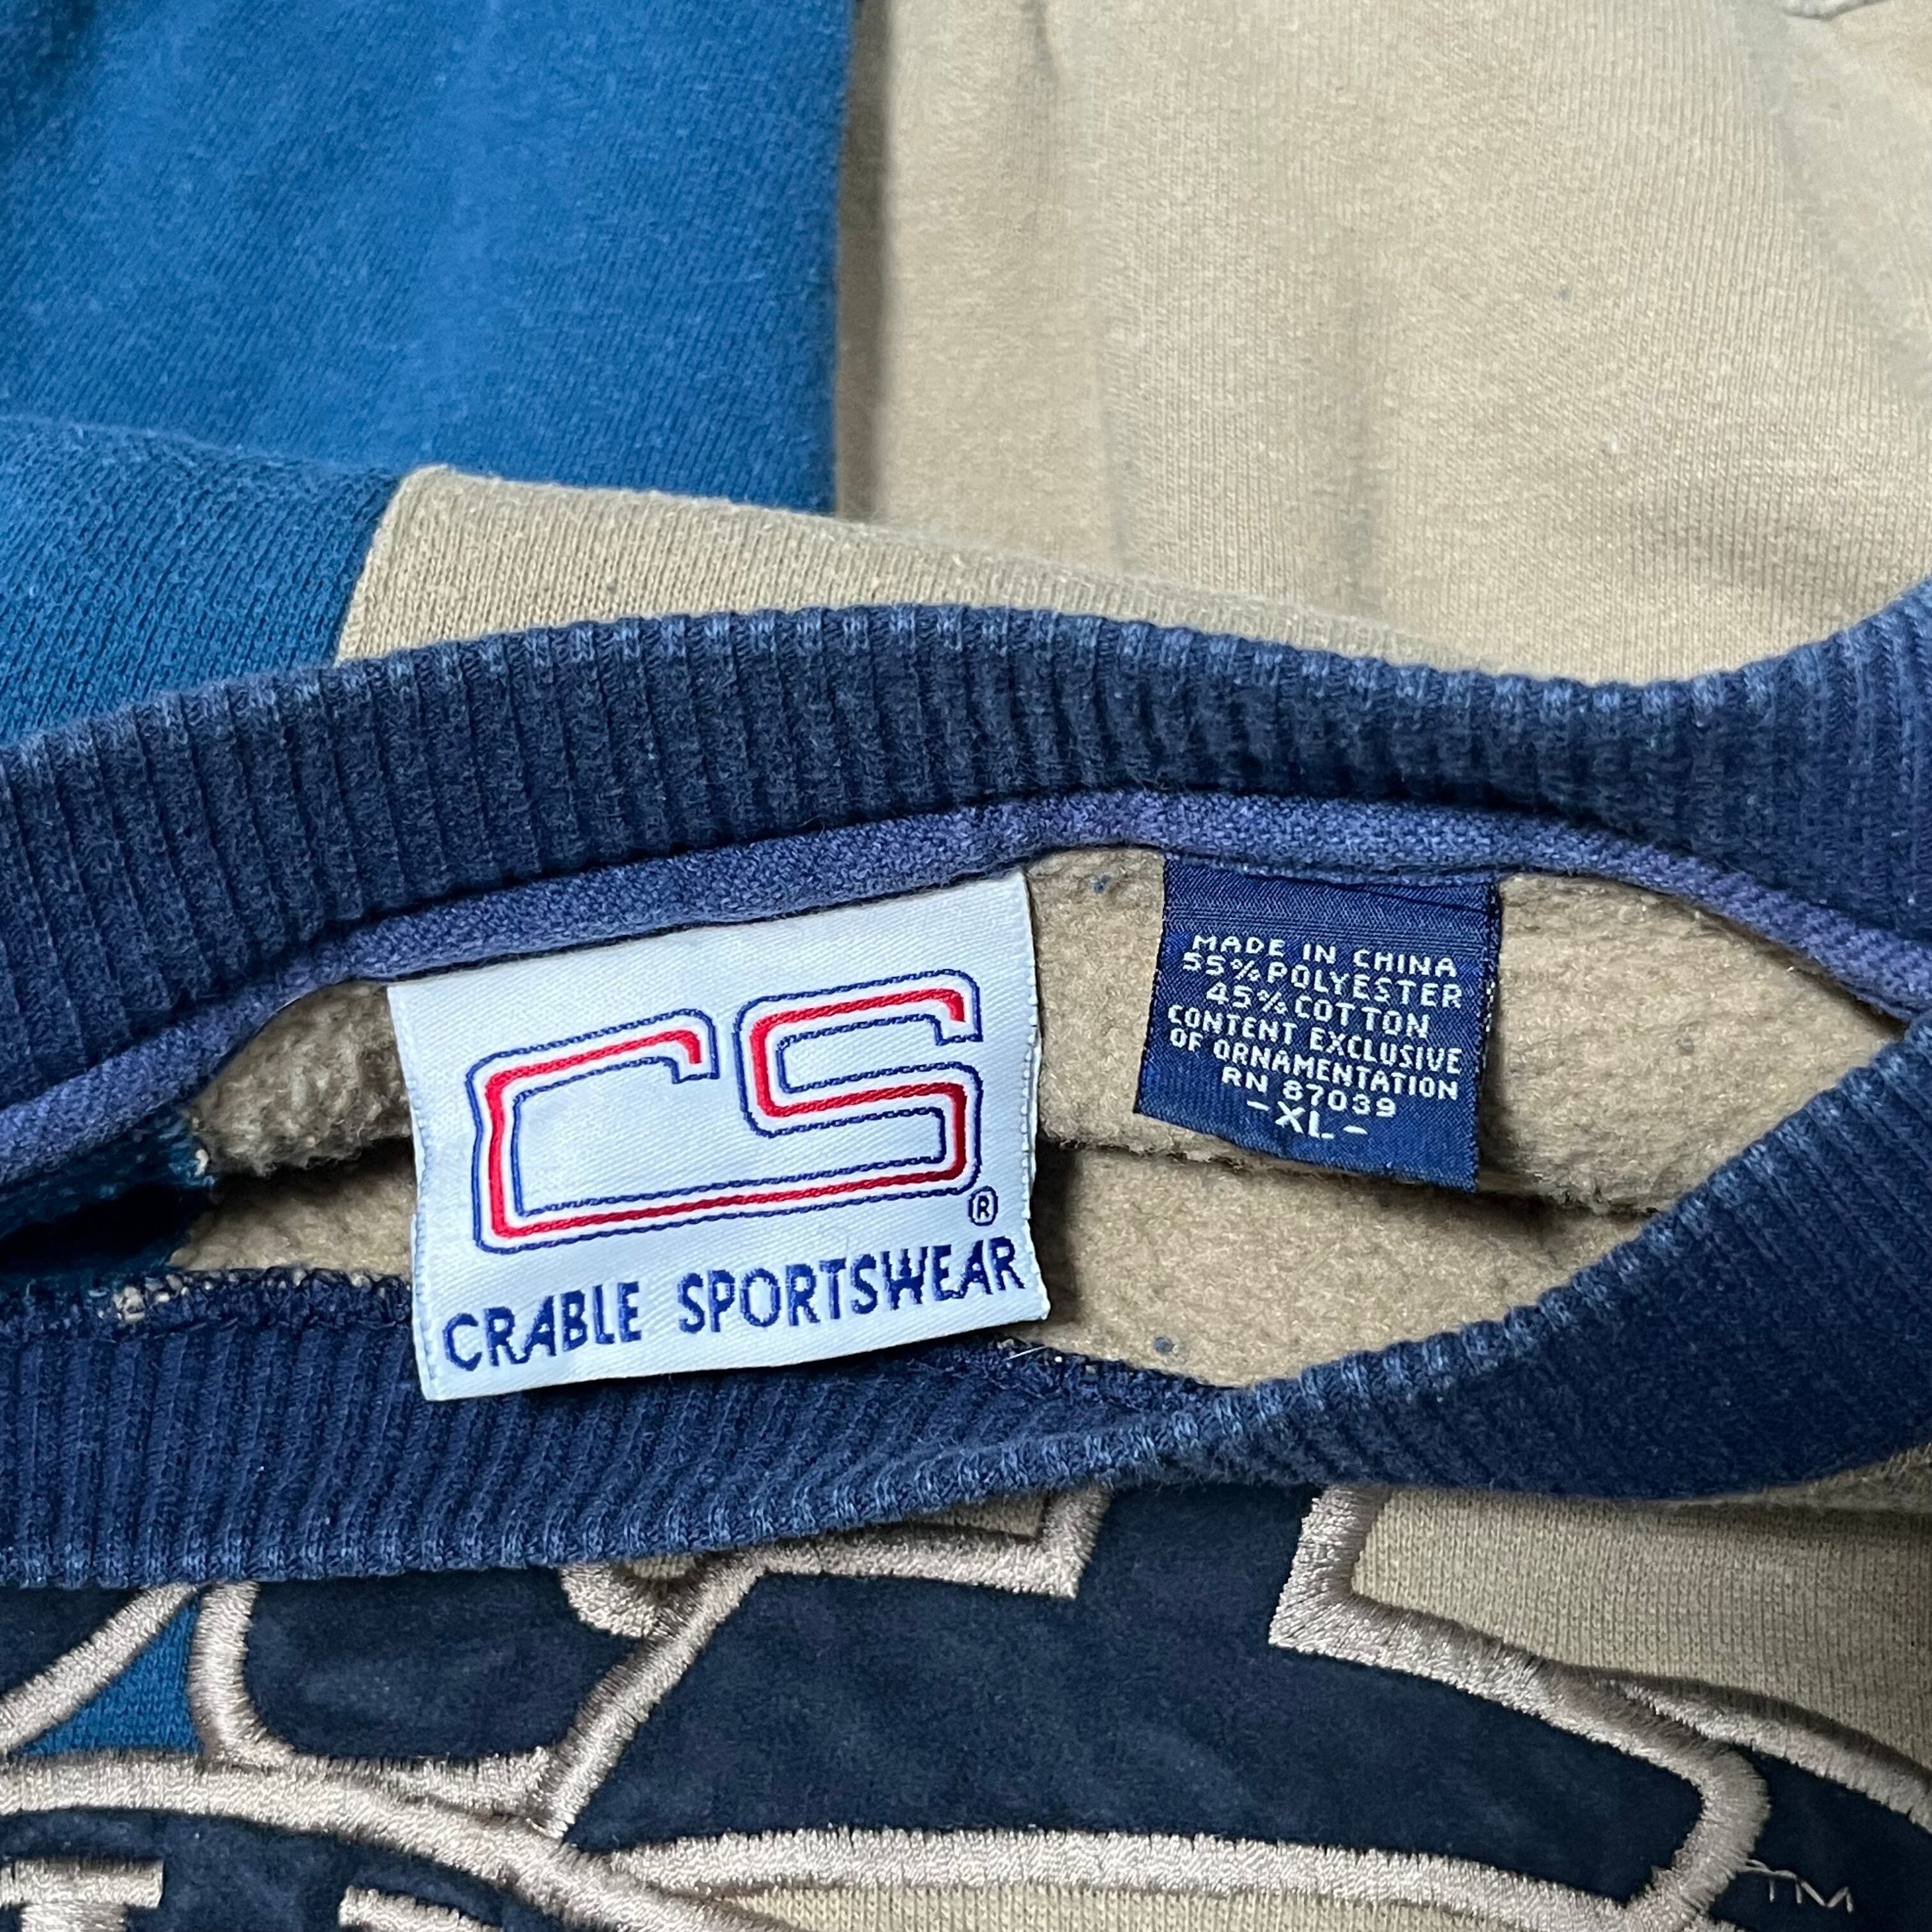 CS®
CRABLE SPORTSWEAR
MADE IN CHINA
55% POLYESTER
45% COTTON
CONTENT EXCLUSIVE
OF ORNAMENTATION
RN 87039
-XL-
TM